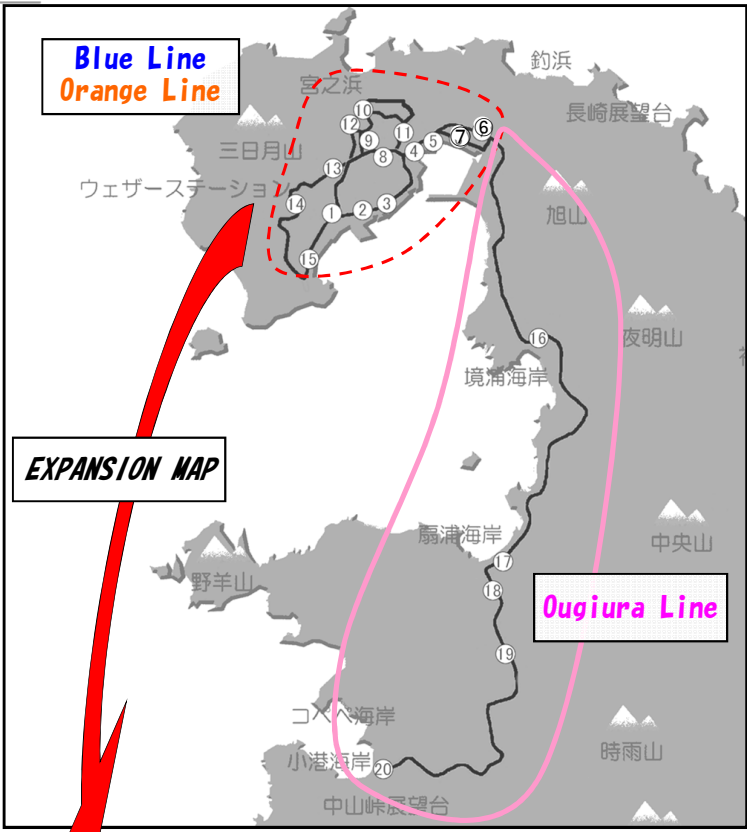 Blue Line
Orange Line
釣浜
宮之浜
長崎展望台
⑩
⑫
⑪
⑨
⑧
④
⑤
⑦
⑥
三日月山
⑬
ウェザーステーション
⑭
①
②
③
旭山
⑮
⑯
夜明山
境浦海岸
EXPANSION MAP
扇浦海岸
中央山
⑰
野羊山
⑱
Ougiura Line
⑲
コペペ海岸
時雨山
小港海岸
⑳
中山峠展望台